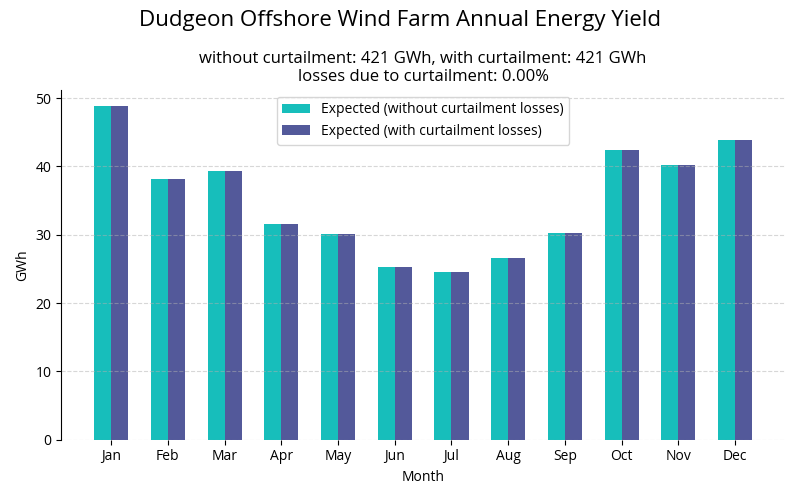 Dudgeon Offshore Wind Farm Annual Energy Yield
without curtailment: 421 GWh, with curtailment: 421 GWh
losses due to curtailment: 0.00%
Expected (without curtailment losses)
Expected (with curtailment losses)
50
40
30
20
10
0
GWh
Jan Feb Mar Apr May Jun Jul Aug Sep Oct Nov Dec
Month